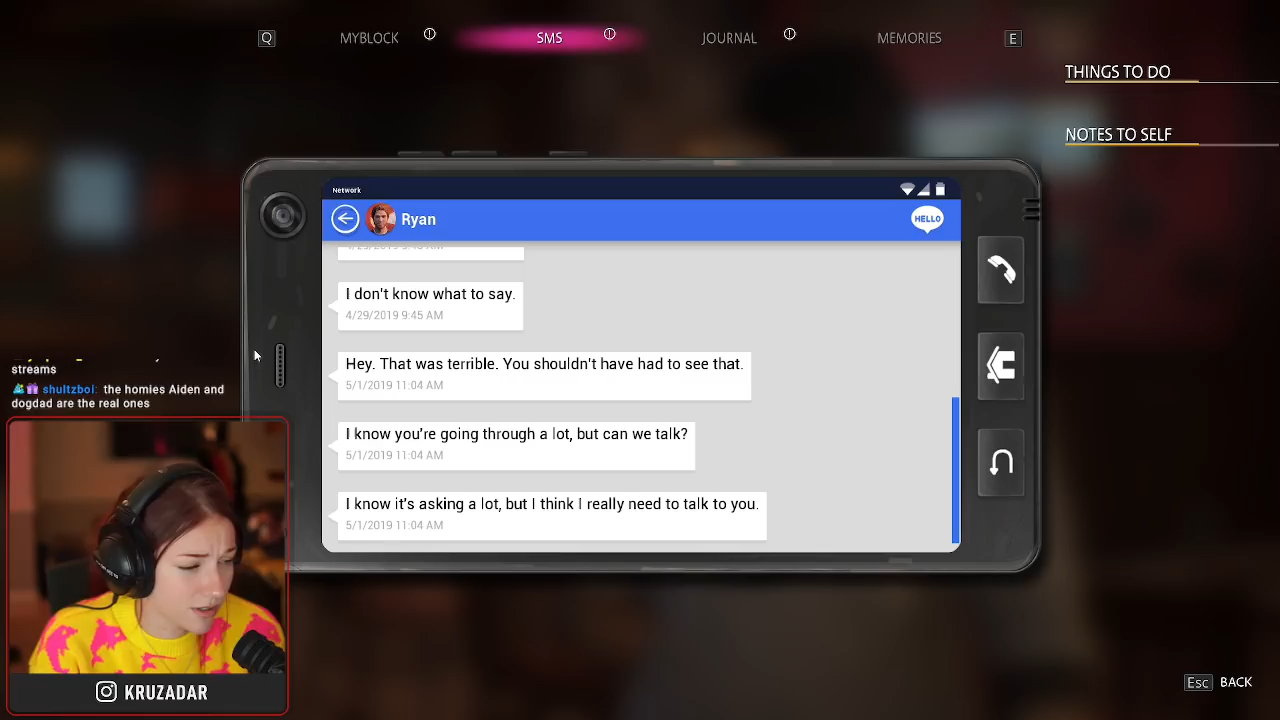 Q
MYBLOCK
SMS
JOURNAL
MEMORIES
E
THINGS TO DO
NOTES TO SELF
Network
Ryan
HELLO
I don't know what to say.
4/29/2019 9:45 AM
Hey. That was terrible. You shouldn't have had to see that.
5/1/2019 11:04 AM
I know you're going through a lot, but can we talk?
5/1/2019 11:04 AM
I know it's asking a lot, but I think I really need to talk to you.
5/1/2019 11:04 AM
streams
shultzboi: the homies Aiden and
dogdad are the real ones
KRUZADAR
Esc BACK